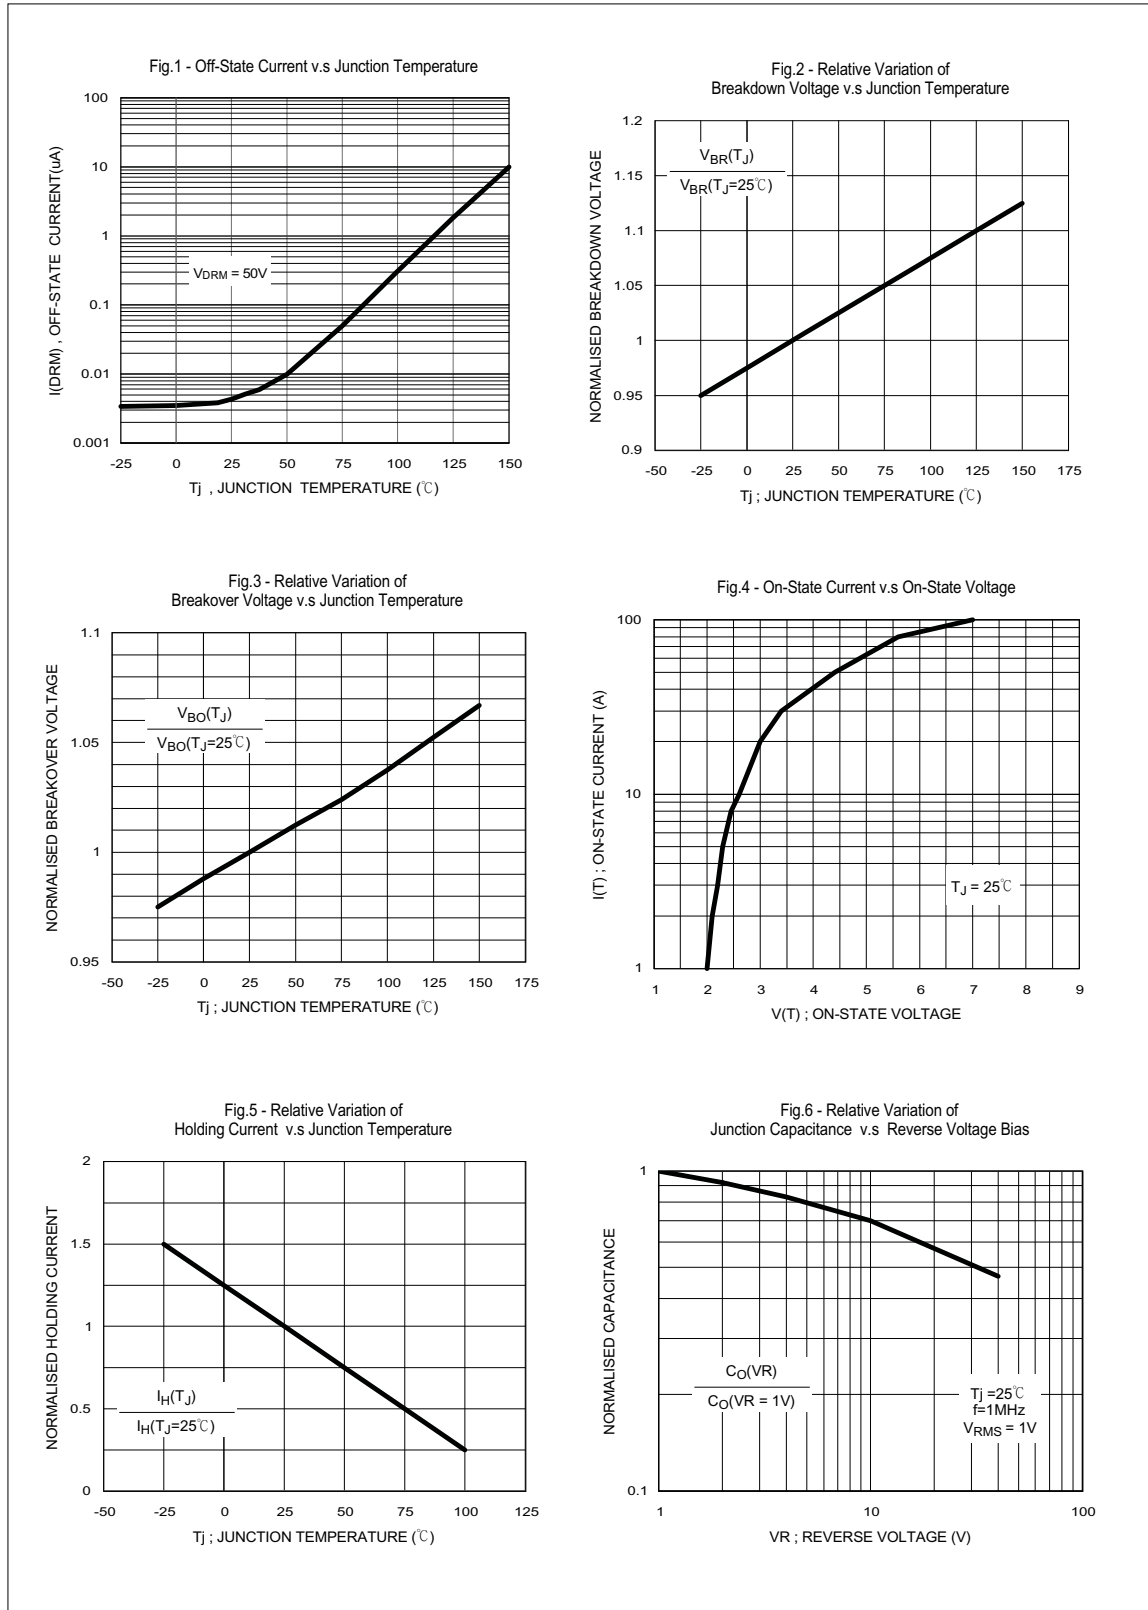 Fig.1 - Off-State Current v.s Junction Temperature
100
10
1
0.1
0.01
0.001
I(DRM) , OFF-STATE CURRENT(uA)
VDRM = 50V
-25 0 25 50 75 100 125 150
Tj , JUNCTION TEMPERATURE (℃)
Fig.2 - Relative Variation of
Breakdown Voltage v.s Junction Temperature
1.2
1.15
1.1
1.05
1
0.95
0.9
NORMALISED BREAKDOWN VOLTAGE
VBR(TJ)
VBR(TJ=25℃)
-50 -25 0 25 50 75 100 125 150 175
Tj ; JUNCTION TEMPERATURE (℃)
Fig.3 - Relative Variation of
Breakover Voltage v.s Junction Temperature
1.1
1.05
1
0.95
NORMALISED BREAKOVER VOLTAGE
VBO(TJ)
VBO(TJ=25℃)
-50 -25 0 25 50 75 100 125 150 175
Tj ; JUNCTION TEMPERATURE (℃)
Fig.4 - On-State Current v.s On-State Voltage
100
10
1
I(T) ; ON-STATE CURRENT (A)
TJ = 25℃
1 2 3 4 5 6 7 8 9
V(T) ; ON-STATE VOLTAGE
Fig.5 - Relative Variation of
Holding Current v.s Junction Temperature
2
1.5
1
0.5
0
NORMALISED HOLDING CURRENT
IH(TJ)
IH(TJ=25℃)
-50 -25 0 25 50 75 100 125
Tj ; JUNCTION TEMPERATURE (℃)
Fig.6 - Relative Variation of
Junction Capacitance v.s Reverse Voltage Bias
1
0.1
NORMALISED CAPACITANCE
CO(VR)
CO(VR = 1V)
Tj =25℃
f=1MHz
VRMS = 1V
1 10 100
VR ; REVERSE VOLTAGE (V)